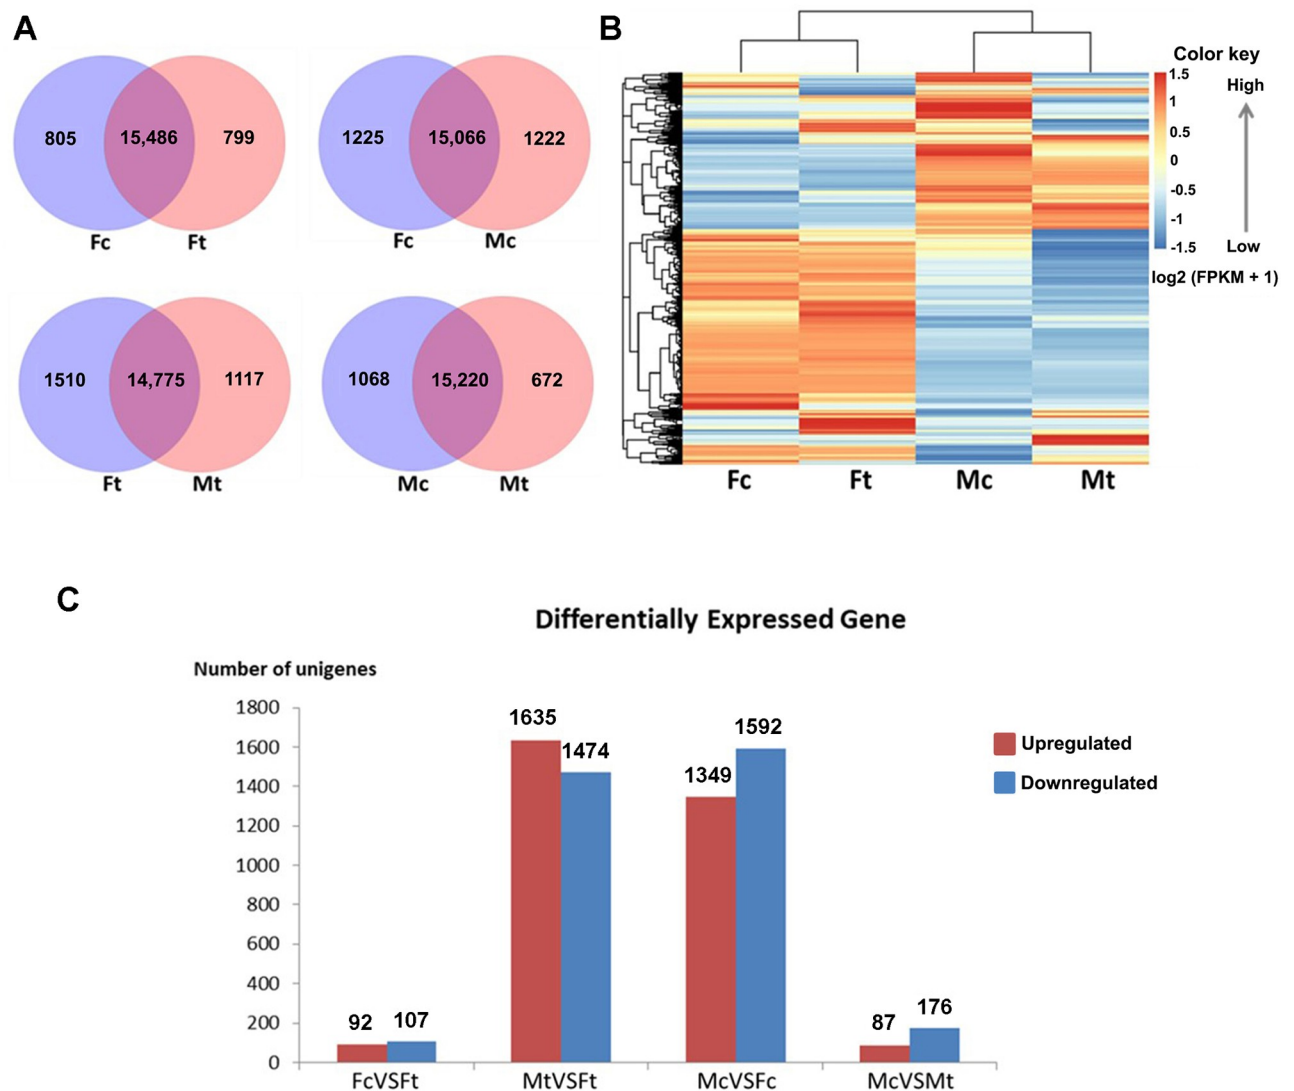 A
805 15,486 799
Fc Ft
1225 15,066 1222
Fc Mc
1510 14,775 1117
Ft Mt
1068 15,220 672
Mc Mt
B
Color key
1.5
1
0.5
0
-0.5
-1
-1.5
High
Low
log2 (FPKM + 1)
Fc Ft Mc Mt
C
Differentially Expressed Gene
Number of unigenes
1800
1600
1400
1200
1000
800
600
400
200
0
92 107
1635 1474
1349 1592
87 176
FcVSFt MtVSFt McVSFc McVSMt
Upregulated
Downregulated